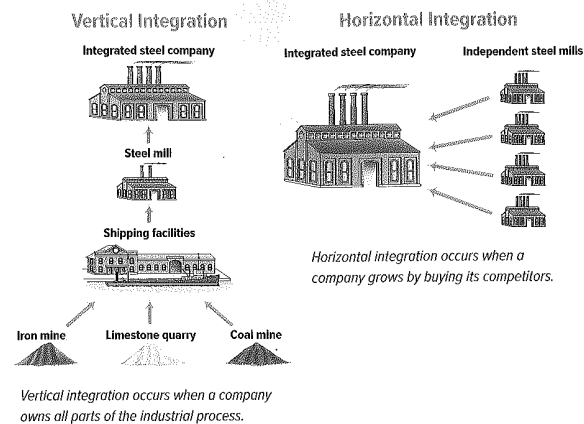 Vertical Integration
Integrated steel company
Steel mill
Shipping facilities
Iron mine
Limestone quarry
Coal mine
Vertical integration occurs when a company
owns all parts of the industrial process.
Horizontal Integration
Integrated steel company
Independent steel mills
Horizontal integration occurs when a
company grows by buying its competitors.